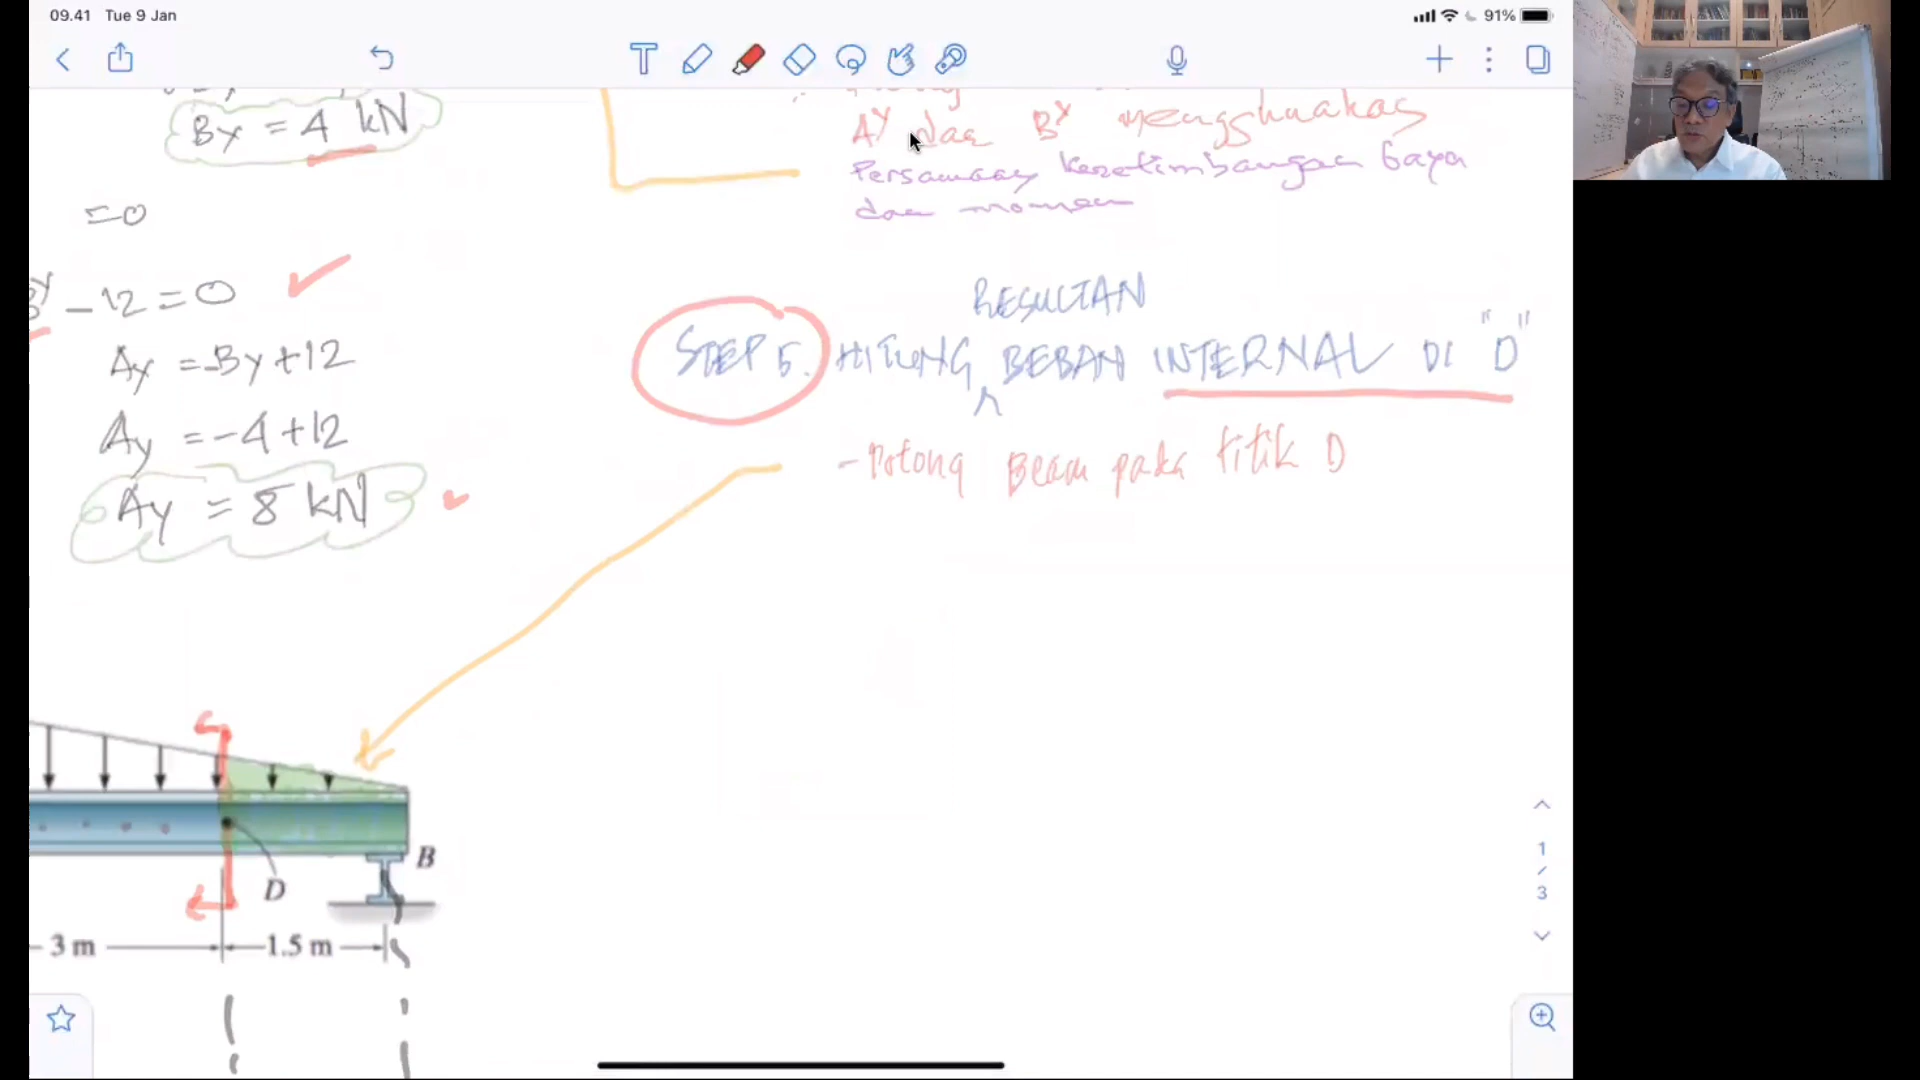 09.41 Tue 9 Jan
91%
By = 4 kN
=0
-12=0
Ay =-By+12
Ay =-4+12
Ay = 8 kN
Ay dan By
Persamaan kesetimbangan Gaya
dan momen
RESULTAN
STEP 5. HITUNG BEBAN INTERNAL DI "D"
- Potong Beam pada titik D
B
D
3 m
1.5 m
1
/
3